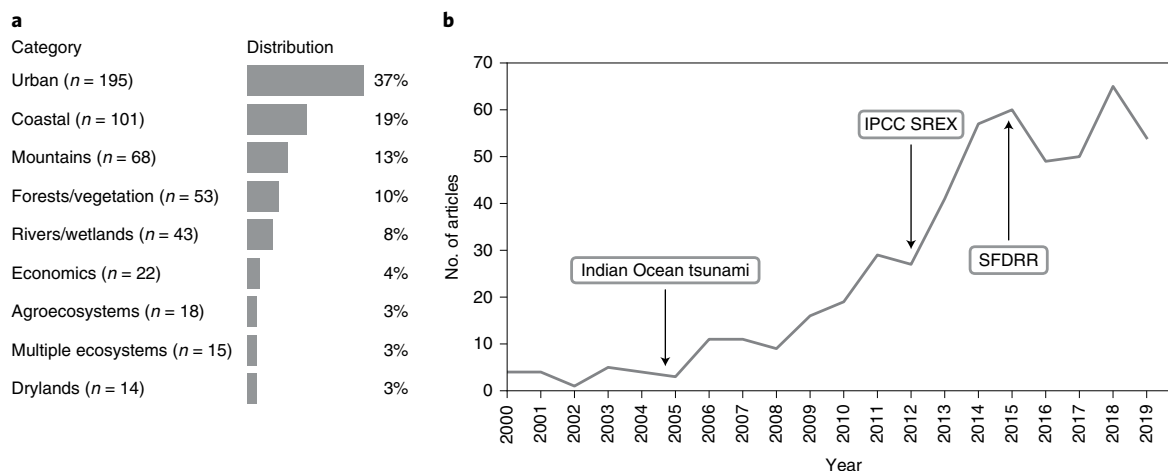 a
Category Distribution
Urban (n = 195) 37%
Coastal (n = 101) 19%
Mountains (n = 68) 13%
Forests/vegetation (n = 53) 10%
Rivers/wetlands (n = 43) 8%
Economics (n = 22) 4%
Agroecosystems (n = 18) 3%
Multiple ecosystems (n = 15) 3%
Drylands (n = 14) 3%
b
No. of articles
70
60
50
40
30
20
10
0
IPCC SREX
SFDRR
Indian Ocean tsunami
2000 2001 2002 2003 2004 2005 2006 2007 2008 2009 2010 2011 2012 2013 2014 2015 2016 2017 2018 2019
Year